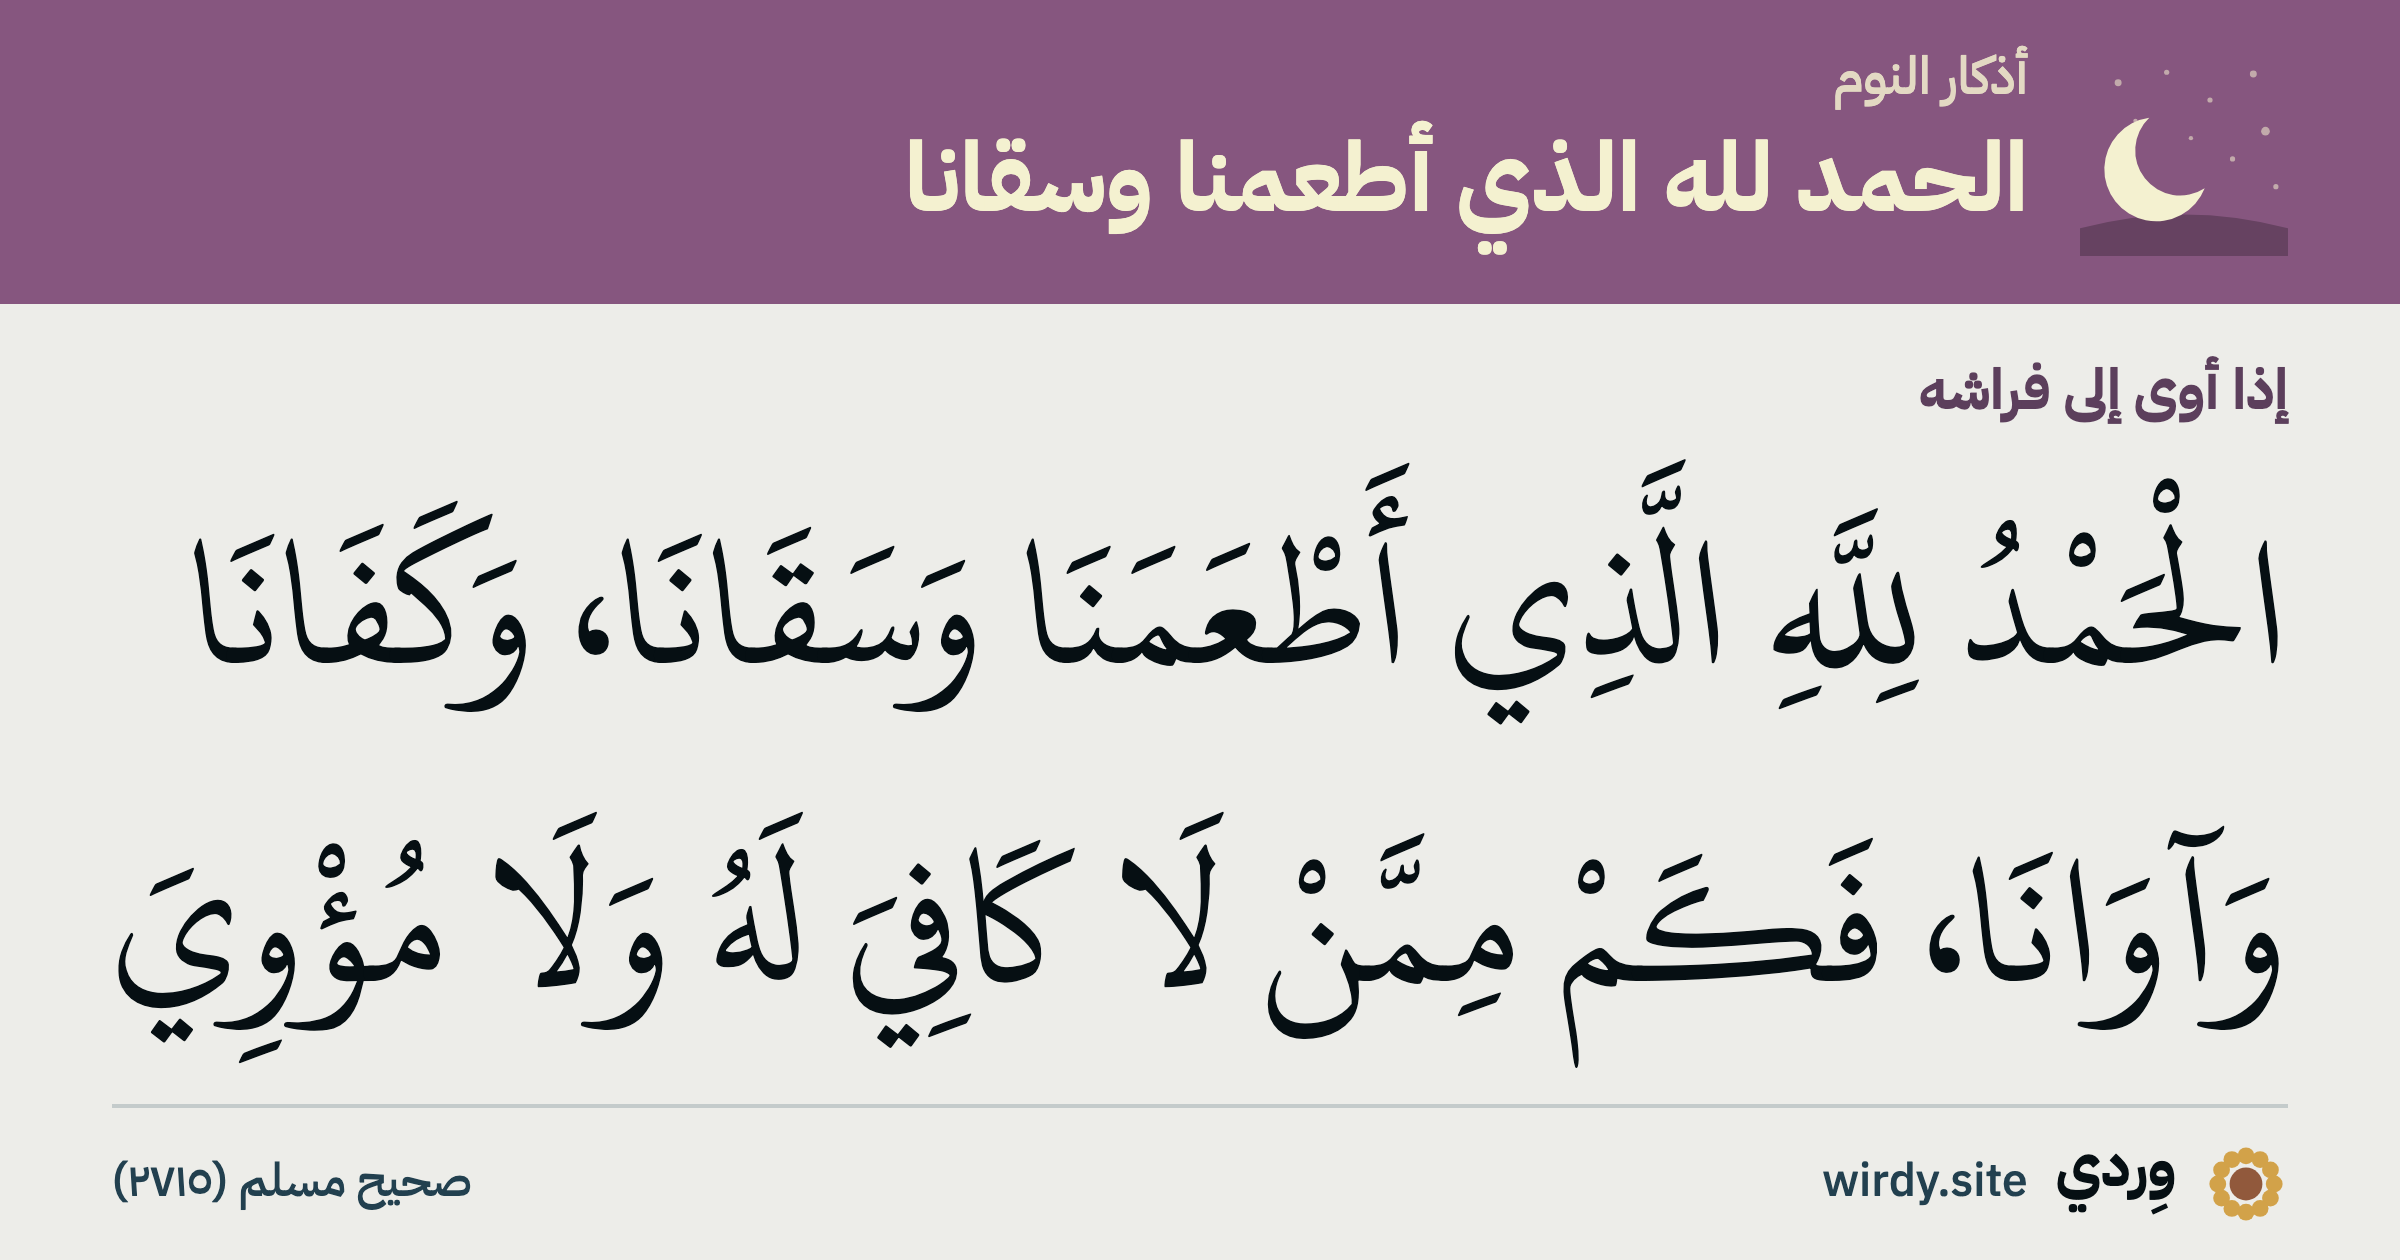 أذكار النوم
الحمد لله الذي أطعمنا وسقانا
إذا أوى إلى فراشه
الْحَمْدُ لِلَّهِ الَّذِي أَطْعَمَنَا وَسَقَانَا، وَكَفَانَا
وَآوَانَا، فَكَمْ مِمَّنْ لَا كَافِيَ لَهُ وَلَا مُؤْوِيَ
وِردي wirdy.site
صحيح مسلم (٢٧١٥)